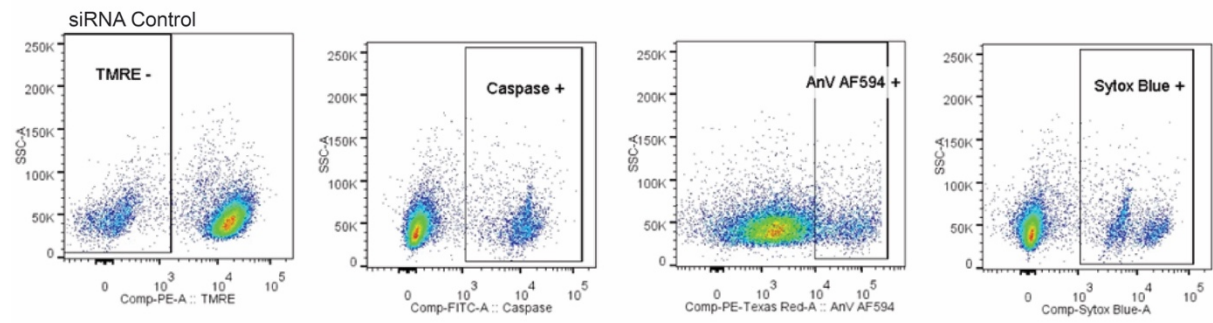 siRNA Control
250K
200K
150K
100K
50K
0
SSC-A
TMRE -
0 10^3 10^4 10^5
Comp-PE-A :: TMRE
250K
200K
150K
100K
50K
0
SSC-A
Caspase +
0 10^3 10^4 10^5
Comp-FITC-A :: Caspase
250K
200K
150K
100K
50K
0
SSC-A
AnV AF594 +
0 10^3 10^4 10^5
Comp-PE-Texas Red-A :: AnV AF594
250K
200K
150K
100K
50K
0
SSC-A
Sytox Blue +
0 10^3 10^4 10^5
Comp-Sytox Blue-A